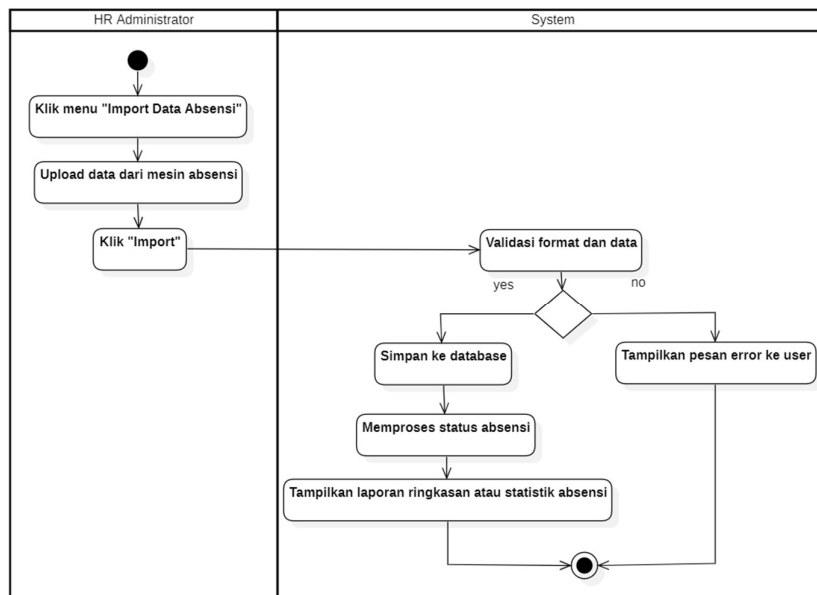 HR Administrator
System
Klik menu "Import Data Absensi"
Upload data dari mesin absensi
Klik "Import"
Validasi format dan data
yes
no
Simpan ke database
Tampilkan pesan error ke user
Memproses status absensi
Tampilkan laporan ringkasan atau statistik absensi